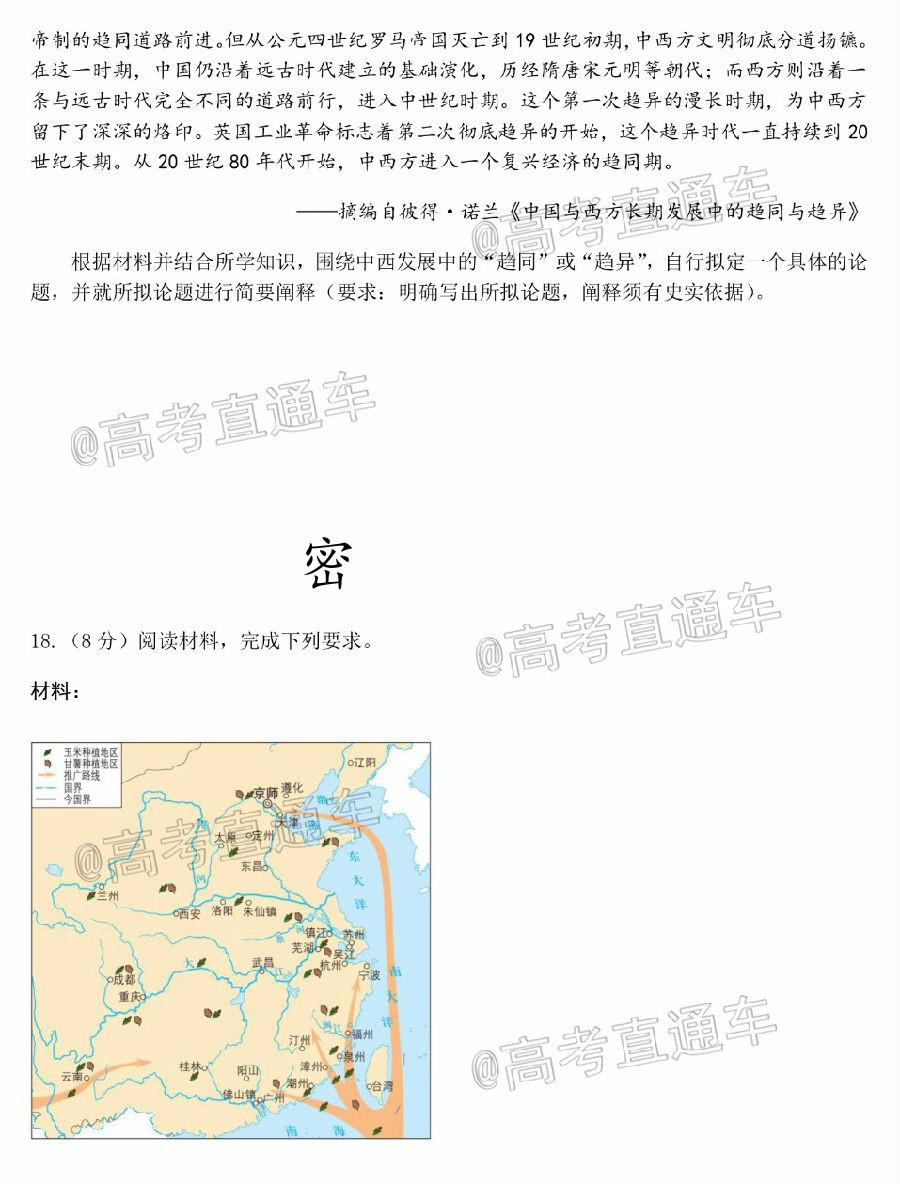 帝制的趋同道路前进。但从公元四世纪罗马帝国灭亡到 19 世纪初期，中西方文明彻底分道扬镳。
在这一时期，中国仍沿着远古时代建立的基础演化，历经隋唐宋元明等朝代；而西方则沿着一
条与远古时代完全不同的道路前行，进入中世纪时期。这个第一次趋异的漫长时期，为中西方
留下了深深的烙印。英国工业革命标志着第二次彻底趋异的开始，这个趋异时代一直持续到 20
世纪末期。从 20 世纪 80 年代开始，中西方进入一个复兴经济的趋同期。
——摘编自彼得·诺兰《中国与西方长期发展中的趋同与趋异》
@高考直通车
根据材料并结合所学知识，围绕中西发展中的“趋同”或“趋异”，自行拟定一个具体的论
题，并就所拟论题进行简要阐释（要求：明确写出所拟论题，阐释须有史实依据）。
@高考直通车
密
18.（8 分）阅读材料，完成下列要求。
@高考直通车
材料：
玉米种植地区
甘薯种植地区
推广路线
国界
今国界
辽阳
京师 遵化
天津
渤
海
黄
河
太原 定州
东昌
@高考直通车
兰州
西安 洛阳 朱仙镇
东
大
洋
淮
河
镇江 苏州
芜湖 吴江
杭州
宁波
武昌
大
江
成都
重庆
南
大
洋
闽江 福州
汀州
泉州
漳州
桂林
阳山
潮州
台湾
云南
佛山镇 广州
南 海
@高考直通车